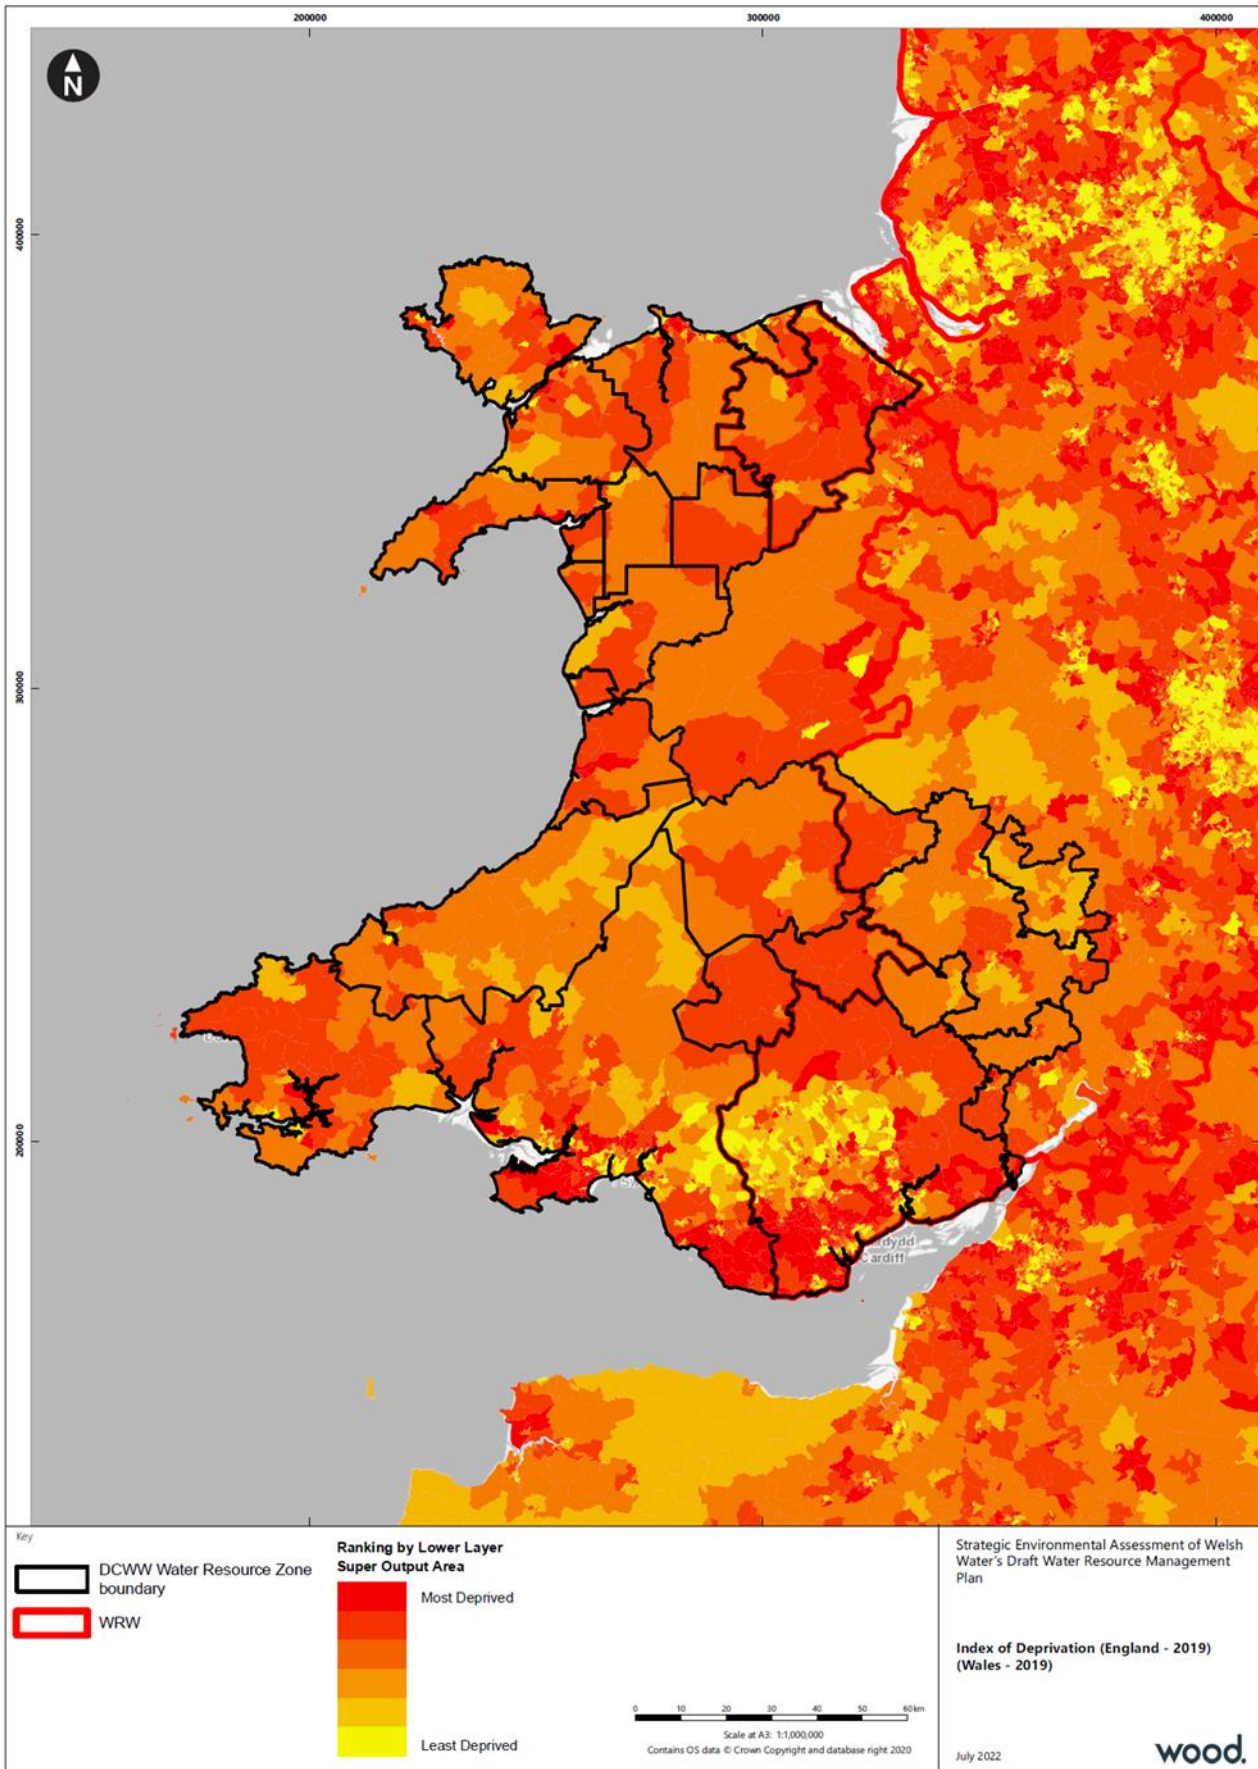 200000
300000
400000
N
400000
300000
200000
rdydd
Cardiff
Key
DCWW Water Resource Zone
boundary
WRW
Ranking by Lower Layer
Super Output Area
Most Deprived
Least Deprived
0 10 20 30 40 50 60 km
Scale at A3: 1:1,000,000
Contains OS data © Crown Copyright and database right 2020
Strategic Environmental Assessment of Welsh
Water's Draft Water Resource Management
Plan
Index of Deprivation (England - 2019)
(Wales - 2019)
July 2022
wood.